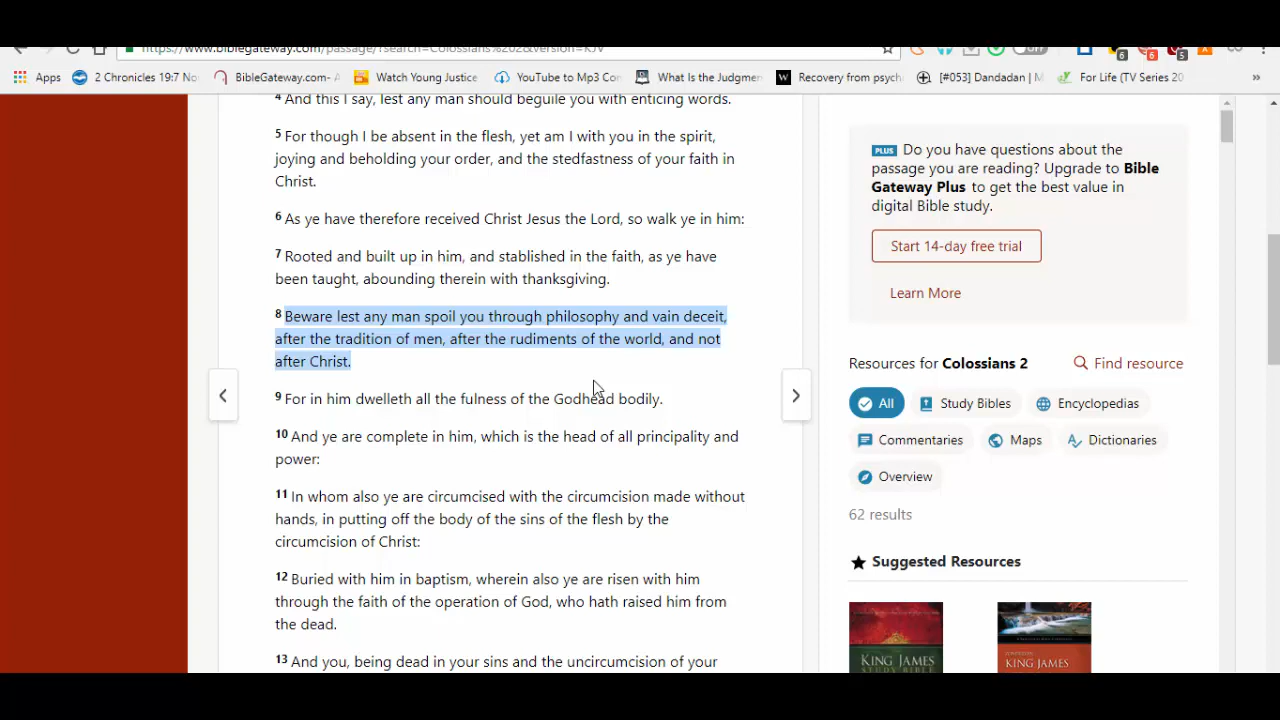 https://www.biblegateway.com/passage/?search=Colossians%202&version=KJV
6
6
5
Apps
2 Chronicles 19:7 No
BibleGateway.com- A
Watch Young Justice
YouTube to Mp3 Con
What Is the Judgmer
W
Recovery from psych
[#053] Dandadan | M
For Life (TV Series 20
»
4 And this I say, lest any man should beguile you with enticing words.
5 For though I be absent in the flesh, yet am I with you in the spirit,
joying and beholding your order, and the stedfastness of your faith in
Christ.
6 As ye have therefore received Christ Jesus the Lord, so walk ye in him:
7 Rooted and built up in him, and stablished in the faith, as ye have
been taught, abounding therein with thanksgiving.
8 Beware lest any man spoil you through philosophy and vain deceit,
after the tradition of men, after the rudiments of the world, and not
after Christ.
9 For in him dwelleth all the fulness of the Godhead bodily.
10 And ye are complete in him, which is the head of all principality and
power:
11 In whom also ye are circumcised with the circumcision made without
hands, in putting off the body of the sins of the flesh by the
circumcision of Christ:
12 Buried with him in baptism, wherein also ye are risen with him
through the faith of the operation of God, who hath raised him from
the dead.
13 And you, being dead in your sins and the uncircumcision of your
PLUS Do you have questions about the
passage you are reading? Upgrade to Bible
Gateway Plus to get the best value in
digital Bible study.
Start 14-day free trial
Learn More
Resources for Colossians 2
Find resource
All
Study Bibles
Encyclopedias
Commentaries
Maps
Dictionaries
Overview
62 results
Suggested Resources
KING JAMES
KING JAMES